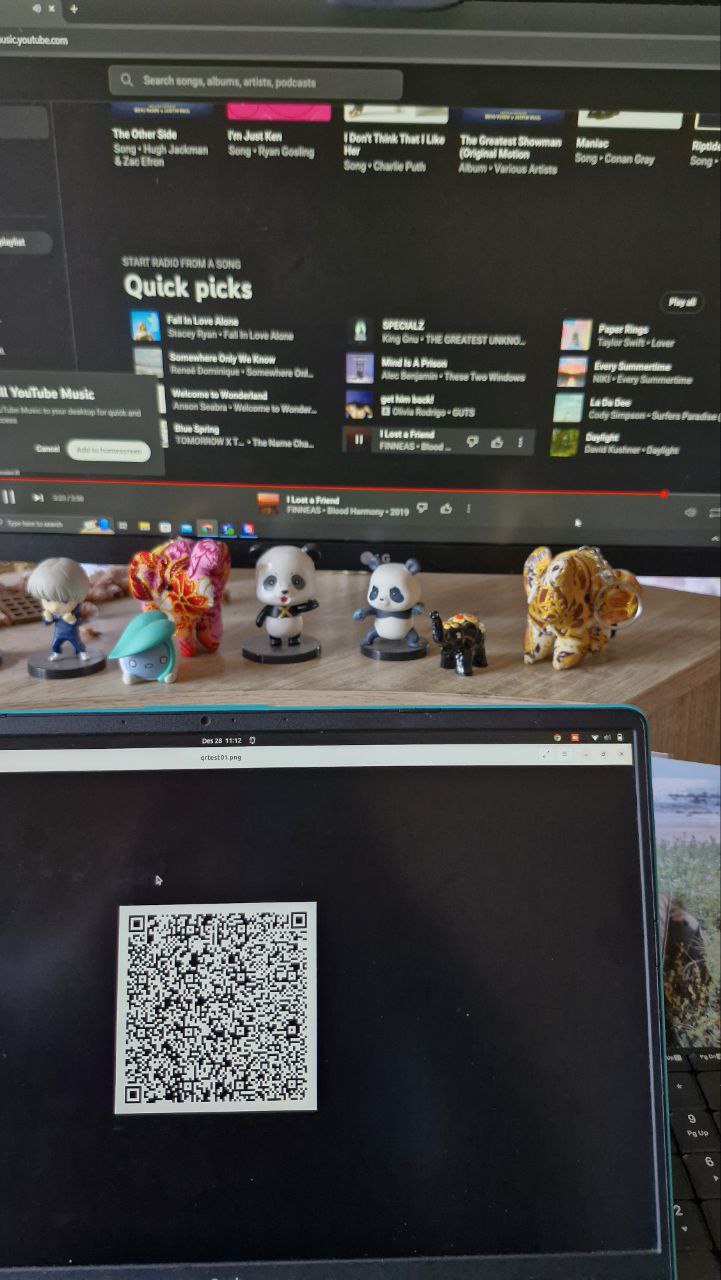 usic.youtube.com
Search songs, albums, artists, podcasts
The Other Side
Song • Hugh Jackman
& Zac Efron
I'm Just Ken
Song • Ryan Gosling
I Don't Think That I Like
Her
Song • Charlie Puth
The Greatest Showman
(Original Motion
Album • Various Artists
Maniac
Song • Conan Gray
Riptide
Song •
playlist
START RADIO FROM A SONG
Quick picks
Play all
Fall In Love Alone
Stacey Ryan • Fall In Love Alone
Somewhere Only We Know
Reneé Dominique • Somewhere Onl...
Welcome to Wonderland
Anson Seabra • Welcome to Wonder...
Blue Spring
TOMORROW X T... • The Name Cha...
SPECIALZ
King Gnu • THE GREATEST UNKNO...
Mind Is A Prison
Alec Benjamin • These Two Windows
get him back!
E Olivia Rodrigo • GUTS
I Lost a Friend
FINNEAS • Blood ...
Paper Rings
Taylor Swift • Lover
Every Summertime
NIKI • Every Summertime
La Da Dee
Cody Simpson • Surfers Paradise (
Daylight
David Kushner • Daylight
ll YouTube Music
uTube Music to your desktop for quick and
ccess
Cancel
Add to homescreen
I Lost a Friend
FINNEAS • Blood Harmony • 2019
Type here to search
Des 28 11:12
qrtest01.png
9
Pg Up
Pg Dn
6
2